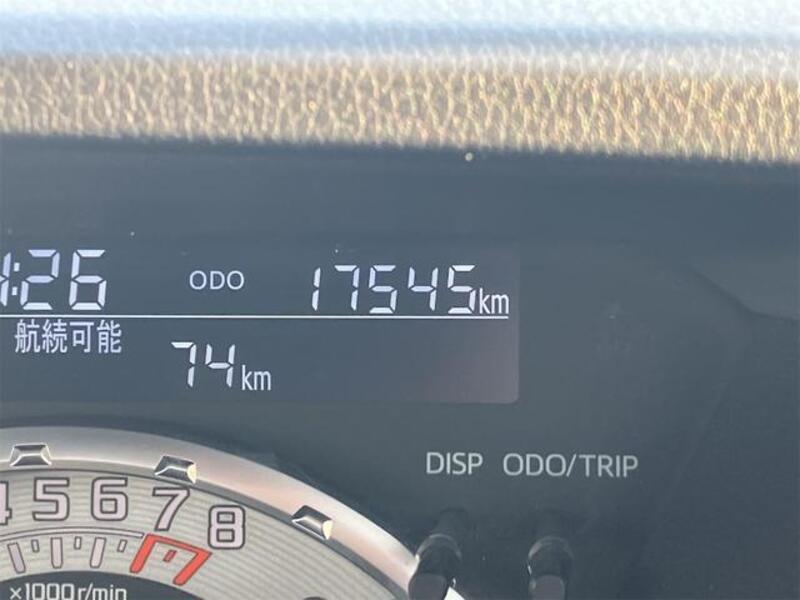 :26 ODO 17545km
航続可能
74km
DISP ODO/TRIP
4 5 6 7 8
×1000r/min